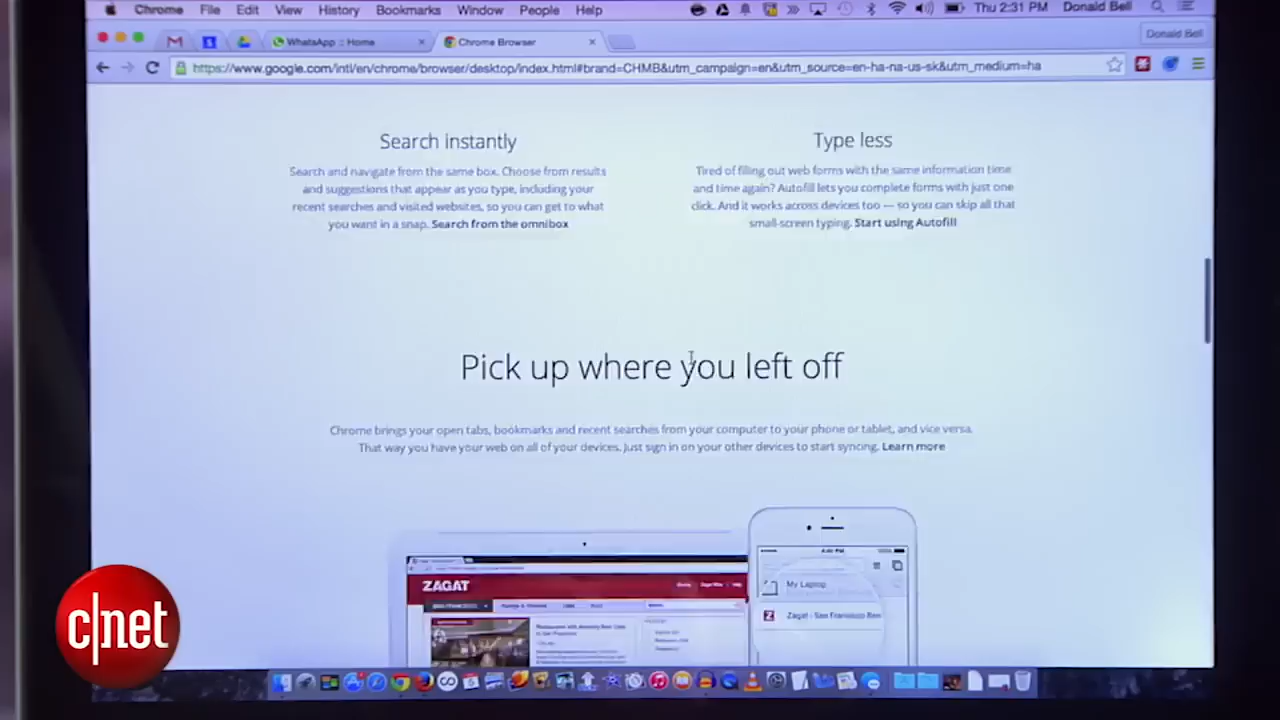 Chrome File Edit View History Bookmarks Window People Help Thu 2:31 PM Donald Bell
WhatsApp :: Home Chrome Browser Donald Bell
https://www.google.com/intl/en/chrome/browser/desktop/index.html#brand=CHMB&utm_campaign=en&utm_source=en-ha-na-us-sk&utm_medium=ha
Search instantly
Search and navigate from the same box. Choose from results
and suggestions that appear as you type, including your
recent searches and visited websites, so you can get to what
you want in a snap. Search from the omnibox
Type less
Tired of filling out web forms with the same information time
and time again? Autofill lets you complete forms with just one
click. And it works across devices too — so you can skip all that
small-screen typing. Start using Autofill
Pick up where you left off
Chrome brings your open tabs, bookmarks and recent searches from your computer to your phone or tablet, and vice versa.
That way you have your web on all of your devices. Just sign in on your other devices to start syncing. Learn more
ZAGAT
My Laptop
Zagat - San Francisco Ben
c|net